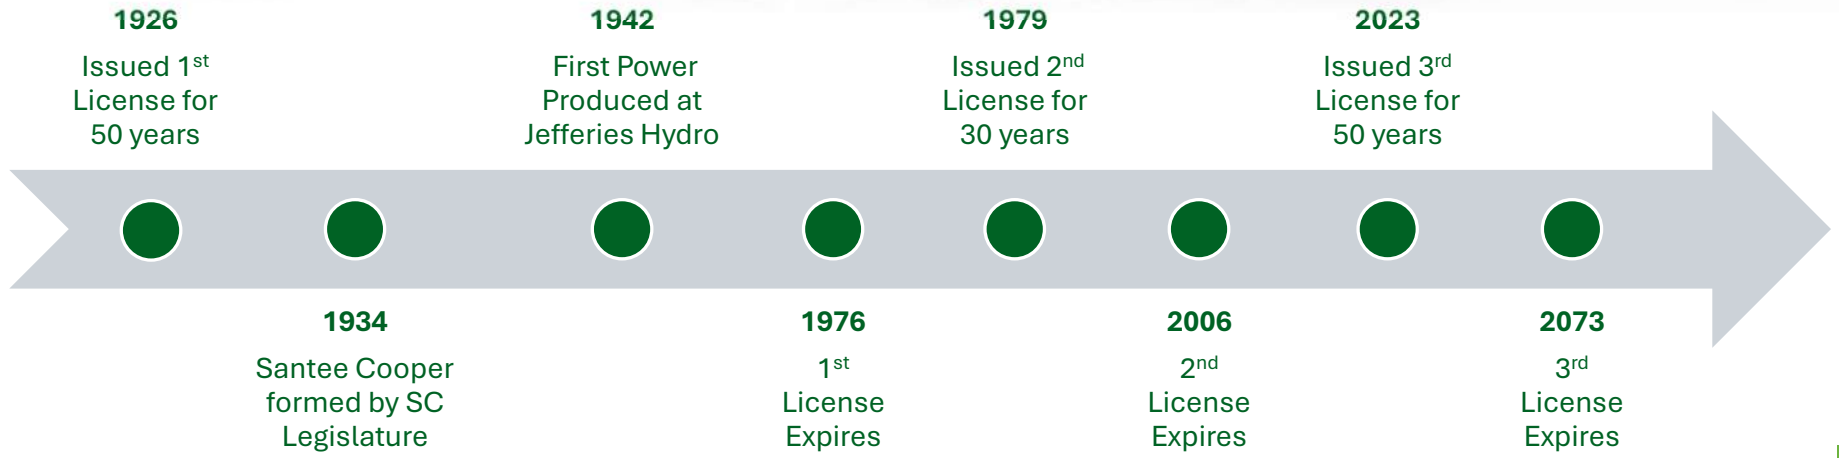 1926
Issued 1st
License for
50 years
1934
Santee Cooper
formed by SC
Legislature
1942
First Power
Produced at
Jefferies Hydro
1976
1st
License
Expires
1979
Issued 2nd
License for
30 years
2006
2nd
License
Expires
2023
Issued 3rd
License for
50 years
2073
3rd
License
Expires